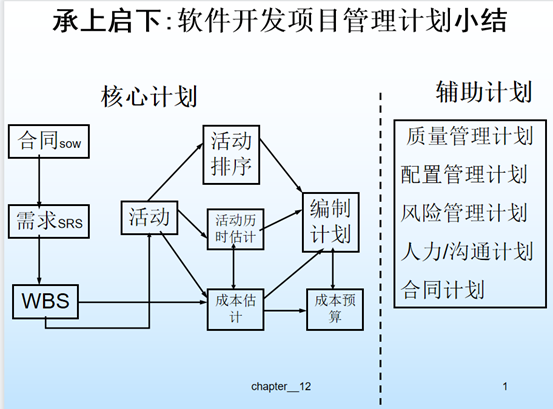 承上启下:软件开发项目管理计划小结
核心计划
辅助计划
合同sow
需求SRS
WBS
活动
活动
排序
活动历
时估计
成本估
计
编制
计划
成本预
算
质量管理计划
配置管理计划
风险管理计划
人力/沟通计划
合同计划
chapter__12
1